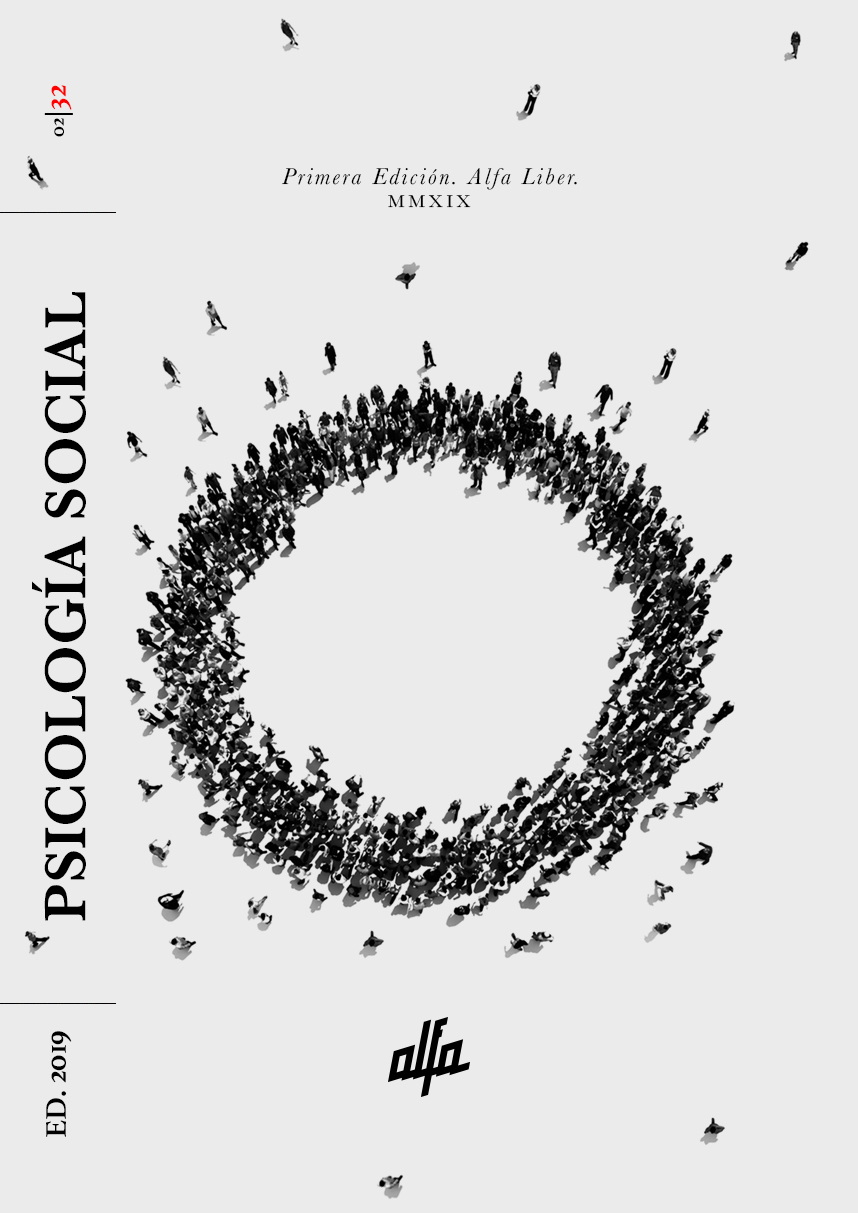 02|32
Primera Edición. Alfa Liber.
MMXIX
PSICOLOGÍA SOCIAL
alfa
ED. 2019